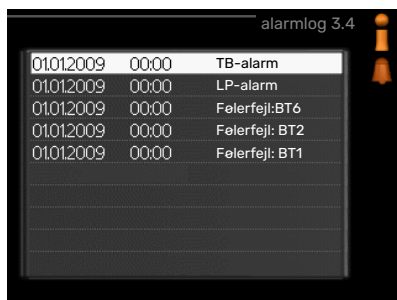 alarmlog 3.4
01.01.2009 00:00 TB-alarm
01.01.2009 00:00 LP-alarm
01.01.2009 00:00 Følerfejl:BT6
01.01.2009 00:00 Følerfejl: BT2
01.01.2009 00:00 Følerfejl: BT1